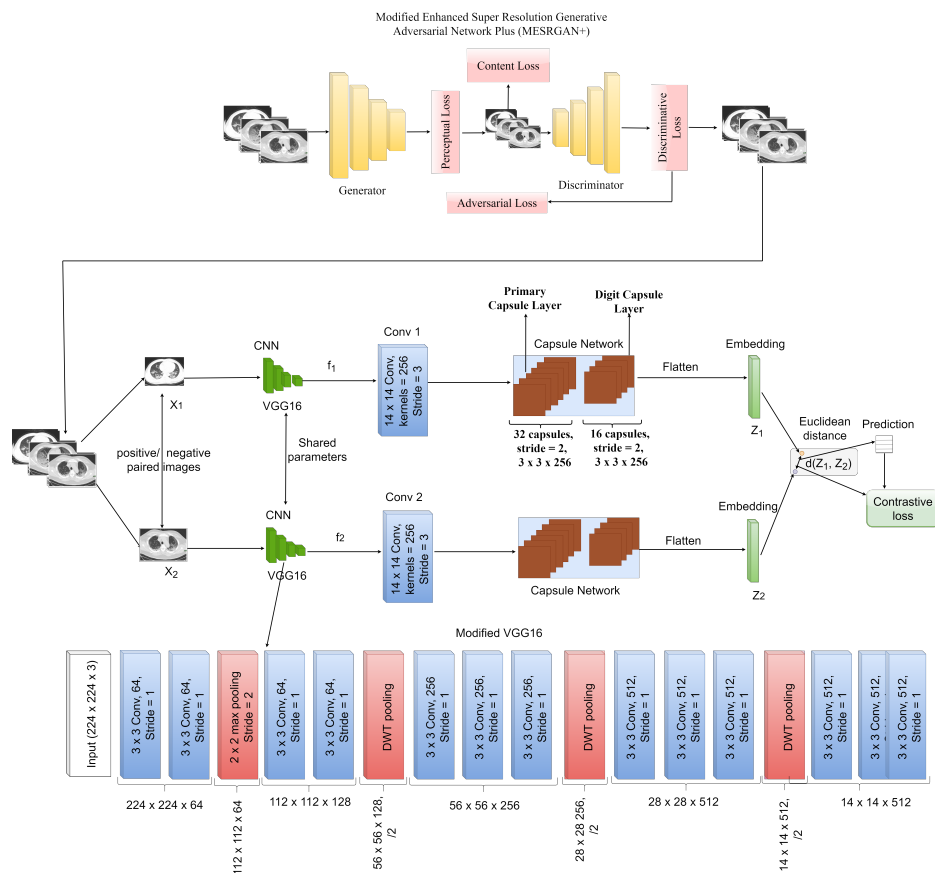 Modified Enhanced Super Resolution Generative
Adversarial Network Plus (MESRGAN+)
Content Loss
Perceptual Loss
Discriminative
Loss
Generator
Discriminator
Adversarial Loss
Primary
Capsule Layer
Digit Capsule
Layer
Conv 1
CNN
Capsule Network
Embedding
f1
14 x 14 Conv,
kernels = 256
Stride = 3
Flatten
VGG16
X1
Z1
Euclidean
distance
Prediction
32 capsules,
stride = 2,
3 x 3 x 256
16 capsules,
stride = 2,
3 x 3 x 256
positive/ negative
paired images
Shared
parameters
d(Z1, Z2)
Contrastive
loss
Conv 2
CNN
Embedding
f2
14 x 14 Conv,
kernels = 256
Stride = 3
Flatten
X2
VGG16
Capsule Network
Z2
Modified VGG16
Input (224 x 224 x 3)
3 x 3 Conv, 64,
Stride = 1
3 x 3 Conv, 64,
Stride = 1
2 x 2 max pooling
Stride = 2
3 x 3 Conv, 64,
Stride = 1
3 x 3 Conv, 64,
Stride = 1
DWT pooling
3 x 3 Conv, 256
Stride = 1
3 x 3 Conv, 256,
Stride = 1
3 x 3 Conv, 256,
Stride = 1
DWT pooling
3 x 3 Conv, 512,
Stride = 1
3 x 3 Conv, 512,
Stride = 1
3 x 3 Conv, 512,
Stride = 1
DWT pooling
3 x 3 Conv, 512,
Stride = 1
3 x 3 Conv, 512,
Stride = 1
3 x 3 Conv, 512,
Stride = 1
224 x 224 x 64
112 x 112 x 64
112 x 112 x 128
56 x 56 x 128,
/2
56 x 56 x 256
28 x 28 256,
/2
28 x 28 x 512
14 x 14 x 512,
/2
14 x 14 x 512